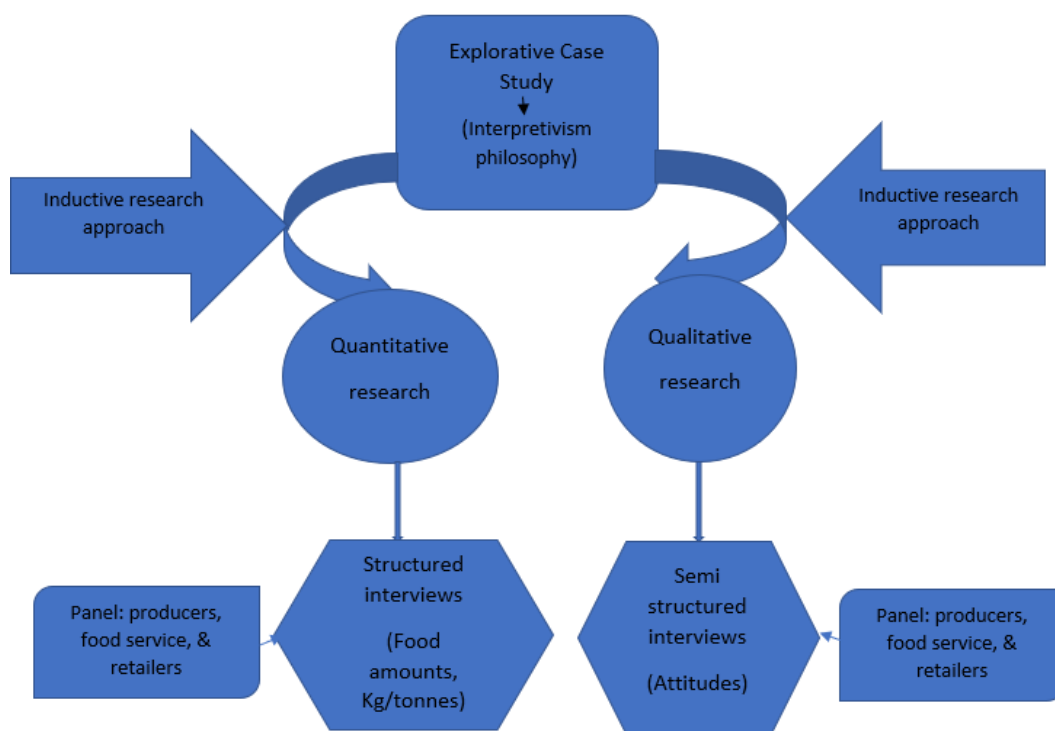 Explorative Case
Study
(Interpretivism
philosophy)
Inductive research
approach
Inductive research
approach
Quantitative
research
Qualitative
research
Structured
interviews
(Food
amounts,
Kg/tonnes)
Semi
structured
interviews
(Attitudes)
Panel: producers,
food service, &
retailers
Panel: producers,
food service, &
retailers